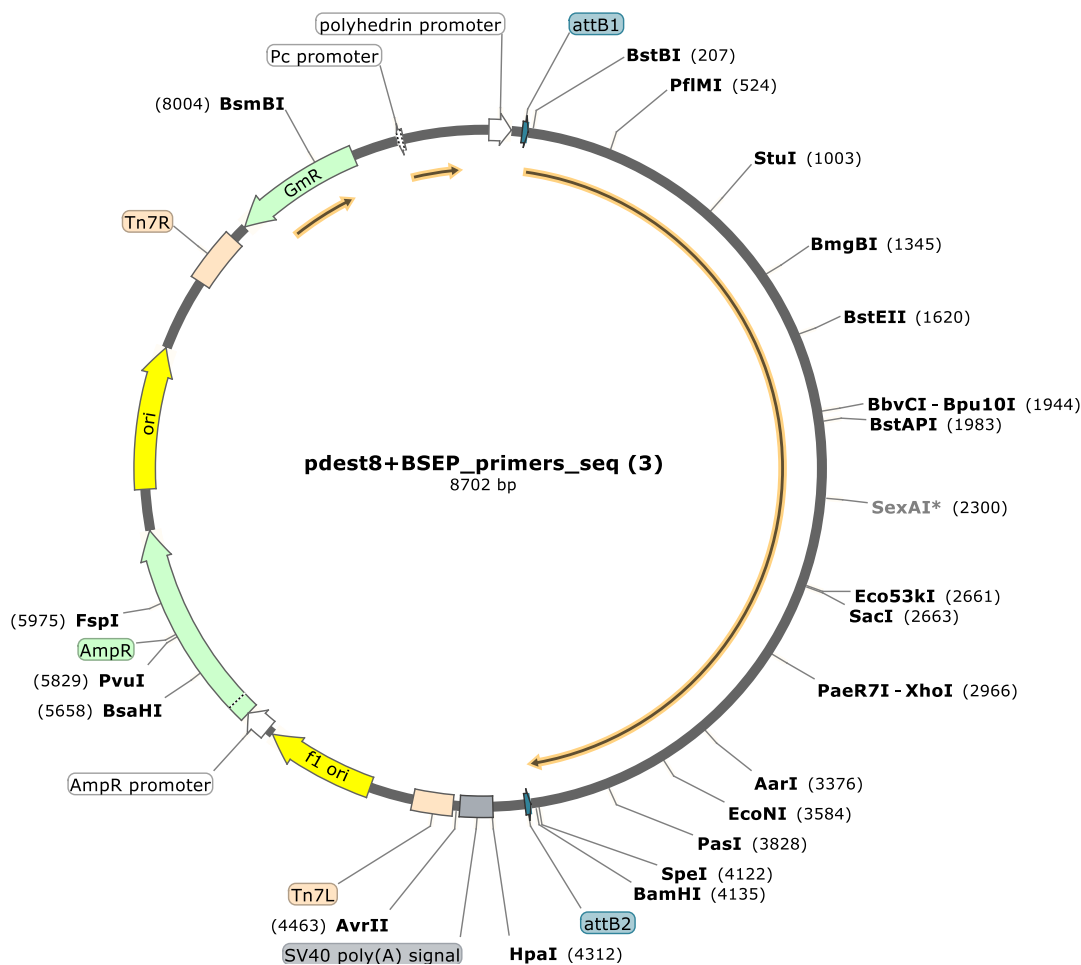 polyhedrin promoter
attB1
Pc promoter
BstBI (207)
PflMI (524)
(8004) BsmBI
StuI (1003)
GmR
Tn7R
BmgBI (1345)
BstEII (1620)
BbvCI - Bpu10I (1944)
BstAPI (1983)
ori
pdest8+BSEP_primers_seq (3)
8702 bp
SexAI* (2300)
Eco53kI (2661)
SacI (2663)
(5975) FspI
AmpR
(5829) PvuI
PaeR7I - XhoI (2966)
(5658) BsaHI
f1 ori
AmpR promoter
AarI (3376)
EcoNI (3584)
PasI (3828)
SpeI (4122)
BamHI (4135)
Tn7L
attB2
(4463) AvrII
SV40 poly(A) signal
HpaI (4312)